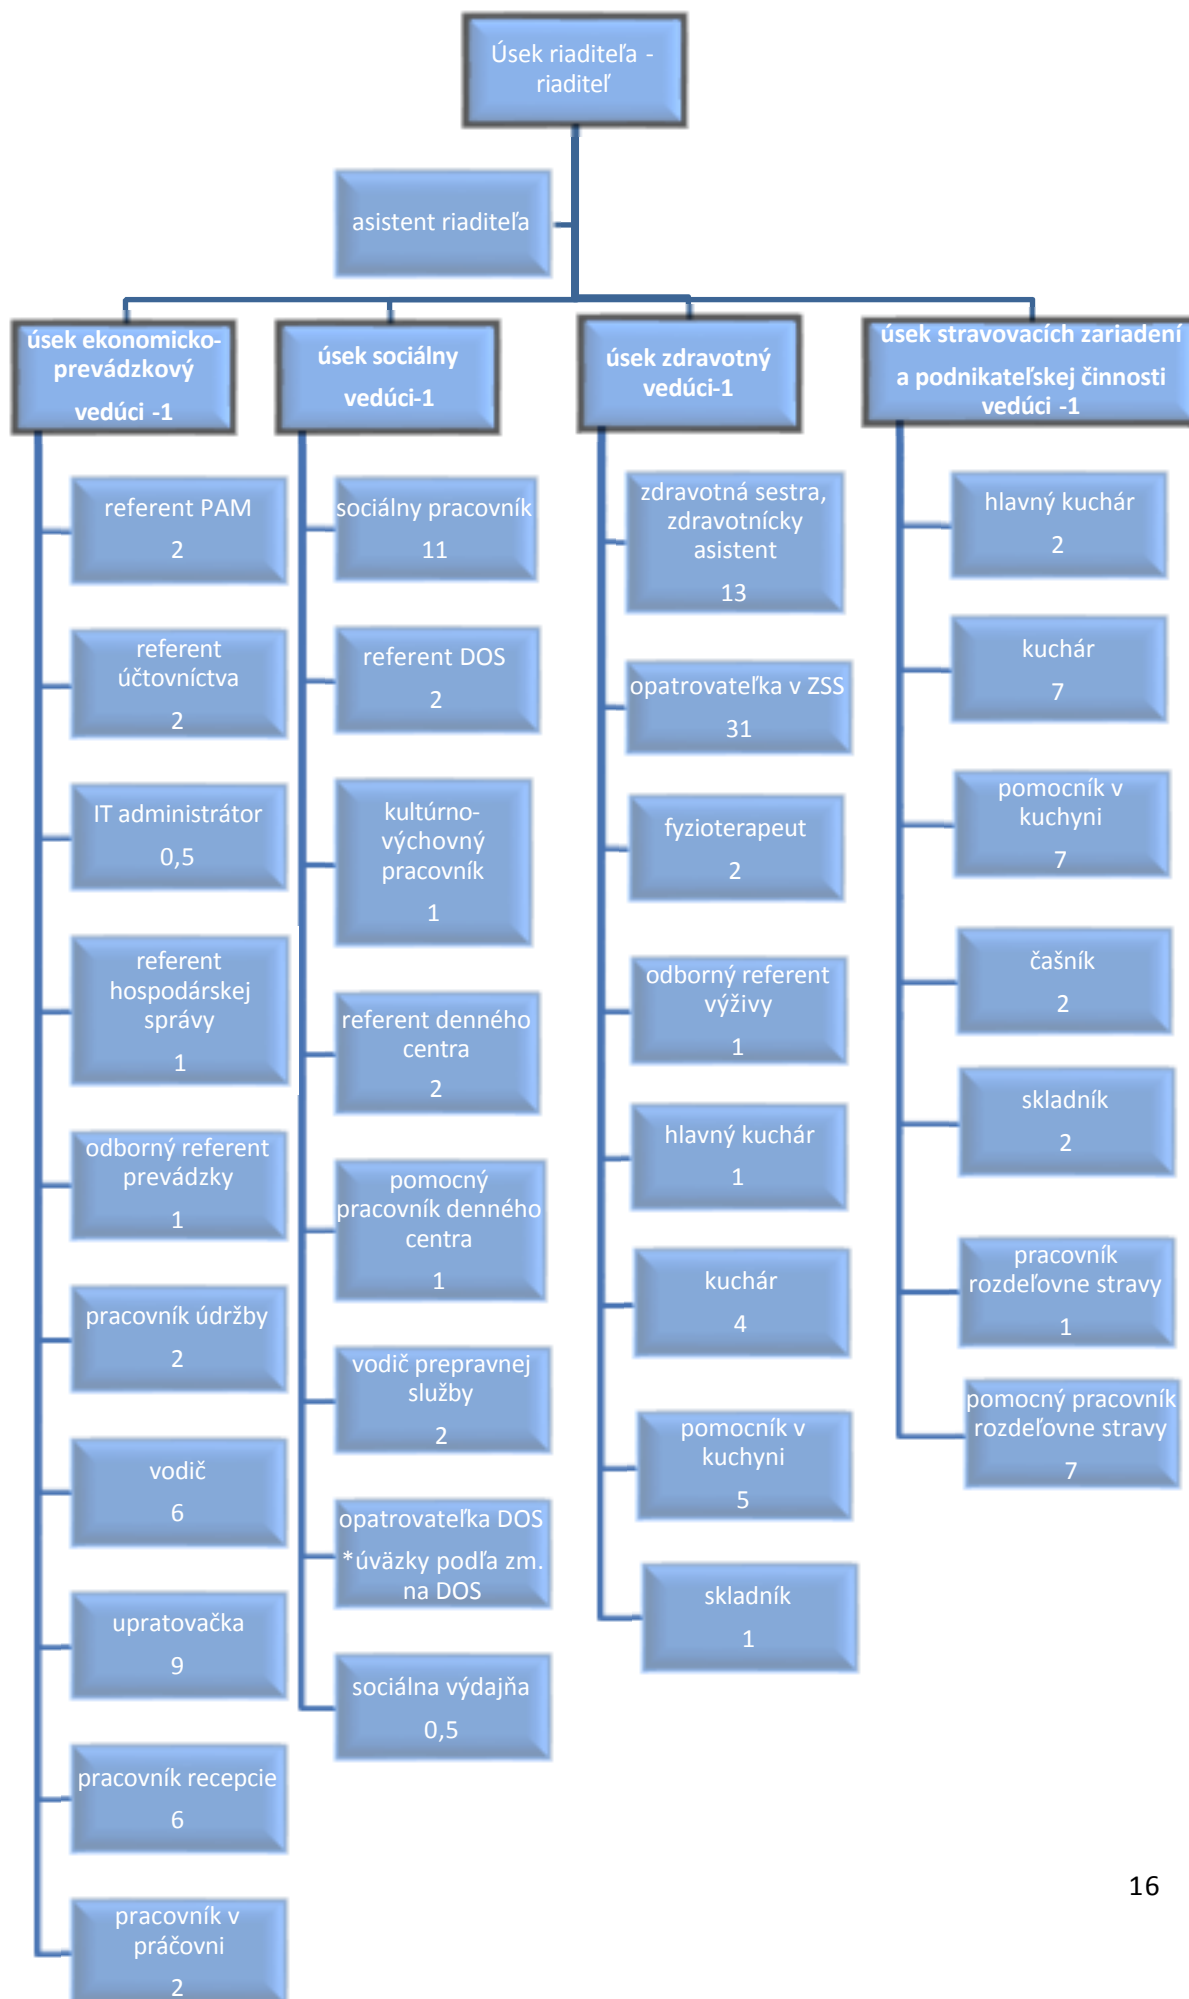 Úsek riaditeľa -
riaditeľ
asistent riaditeľa
úsek ekonomicko-
prevádzkový
vedúci -1
referent PAM
2
referent
účtovníctva
2
IT administrátor
0,5
referent
hospodárskej
správy
1
odborný referent
prevádzky
1
pracovník údržby
2
vodič
6
upratovačka
9
pracovník recepcie
6
pracovník v
práčovni
2
úsek sociálny
vedúci-1
sociálny pracovník
11
referent DOS
2
kultúrno-
výchovný
pracovník
1
referent denného
centra
2
pomocný
pracovník denného
centra
1
vodič prepravnej
služby
2
opatrovateľka DOS
*úväzky podľa zm.
na DOS
sociálna výdajňa
0,5
úsek zdravotný
vedúci-1
zdravotná sestra,
zdravotnícky
asistent
13
opatrovateľka v ZSS
31
fyzioterapeut
2
odborný referent
výživy
1
hlavný kuchár
1
kuchár
4
pomocník v
kuchyni
5
skladník
1
úsek stravovacích zariadení
a podnikateľskej činnosti
vedúci -1
hlavný kuchár
2
kuchár
7
pomocník v
kuchyni
7
čašník
2
skladník
2
pracovník
rozdeľovne stravy
1
pomocný pracovník
rozdeľovne stravy
7
16